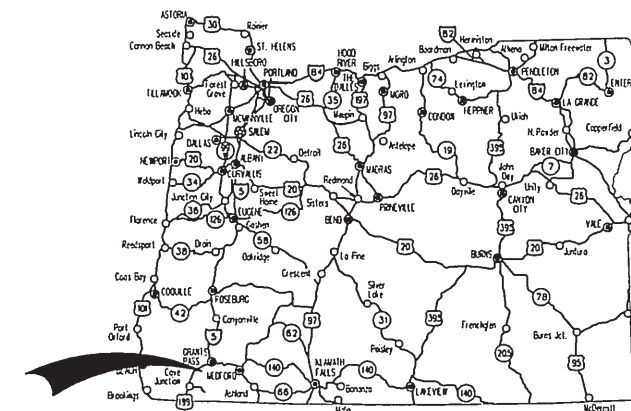 ASTORIA
30
Rainier
Seaside
Cannon Beach
26
ST. HELENS
HILLSBORO
PORTLAND
Forest
Grove
101
TILLAMOOK
OREGON
CITY
Hebo
McMINNVILLE
SALEM
Lincoln City
DALLAS
99
22
Detroit
NEWPORT
20
ALBANY
CORVALLIS
Waldport
34
5
Sweet
Home
20
Junction City
36
126
EUGENE
126
Sisters
Florence
Goshen
Reedsport
38
Drain
58
Oakridge
Crescent
Coos Bay
COQUILLE
ROSEBURG
101
42
Canyonville
Port
Orford
5
GRANTS
PASS
BEACH
Cave
Junction
MEDFORD
140
Brookings
199
Ashland
66
62
97
KLAMATH
FALLS
Bonanza
140
LAKEVIEW
140
HOOD
RIVER
84
THE
DALLES
Biggs
Arlington
197
MORO
35
26
Maupin
97
Antelope
26
MADRAS
Redmond
PRINEVILLE
BEND
La Pine
Silver
Lake
31
Paisley
395
20
82
Boardman
Hermiston
Athena
Milton Freewater
PENDLETON
74
Lexington
HEPPNER
CONDON
19
Ukiah
395
26
Dayville
John
Day
CANYON
CITY
395
BURNS
Frenchglen
205
78
20
Juntura
Burns Jct.
95
McDermitt
3
82
84
LA GRANDE
N. Powder
Copperfield
BAKER CITY
7
Unity
26
VALE